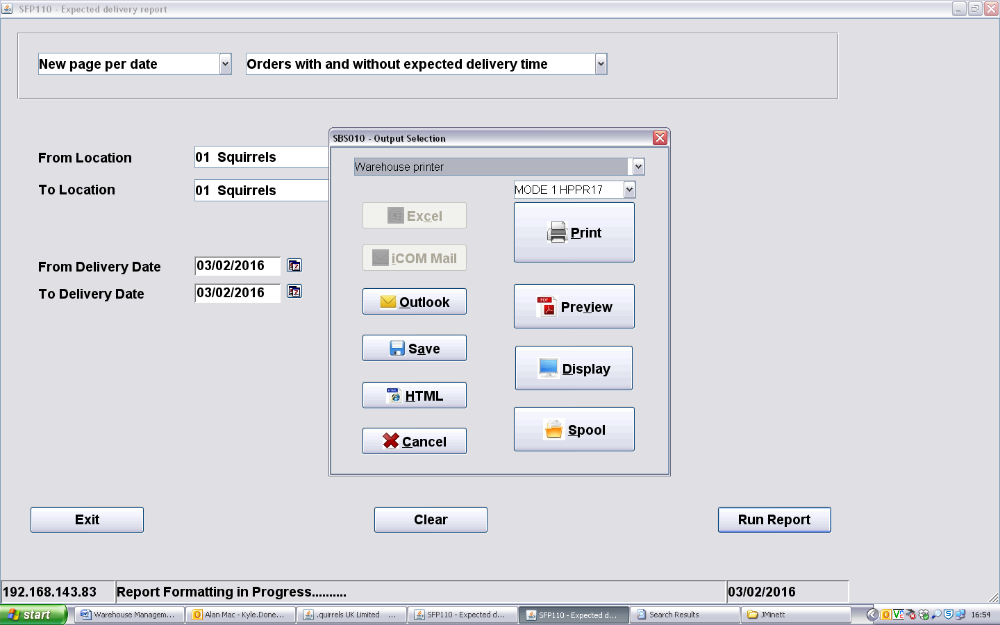 SFP110 - Expected delivery report
New page per date
Orders with and without expected delivery time
SBS010 - Output Selection
Warehouse printer
MODE 1 HPPR17
From Location
01 Squirrels
To Location
01 Squirrels
Excel
Print
iCOM Mail
From Delivery Date
03/02/2016
To Delivery Date
03/02/2016
Outlook
PDF
Preview
Save
Display
HTML
HTML
Spool
Cancel
Exit
Clear
Run Report
192.168.143.83
Report Formatting in Progress..........
03/02/2016
start
Warehouse Managem...
Alan Mac - Kyle.Done...
.quirrels UK Limited ...
SFP110 - Expected d...
SFP110 - Expected d...
Search Results
JMinett
16:54